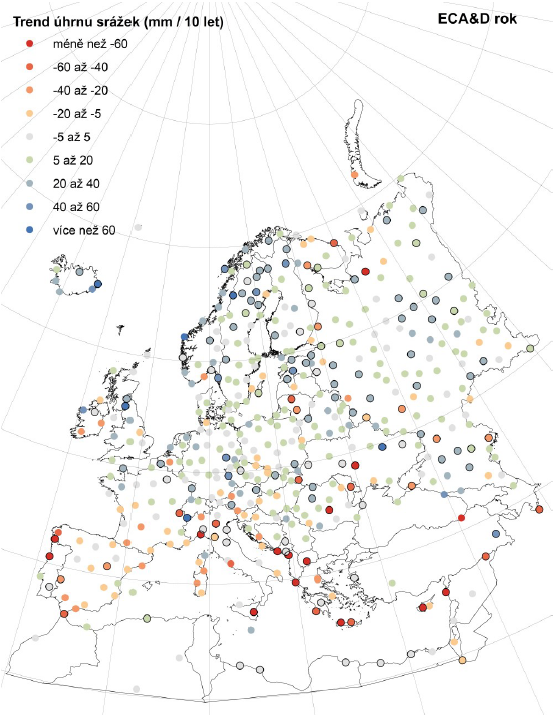 Trend úhrnu srážek (mm / 10 let)
ECA&D rok
méně než -60
-60 až -40
-40 až -20
-20 až -5
-5 až 5
5 až 20
20 až 40
40 až 60
více než 60